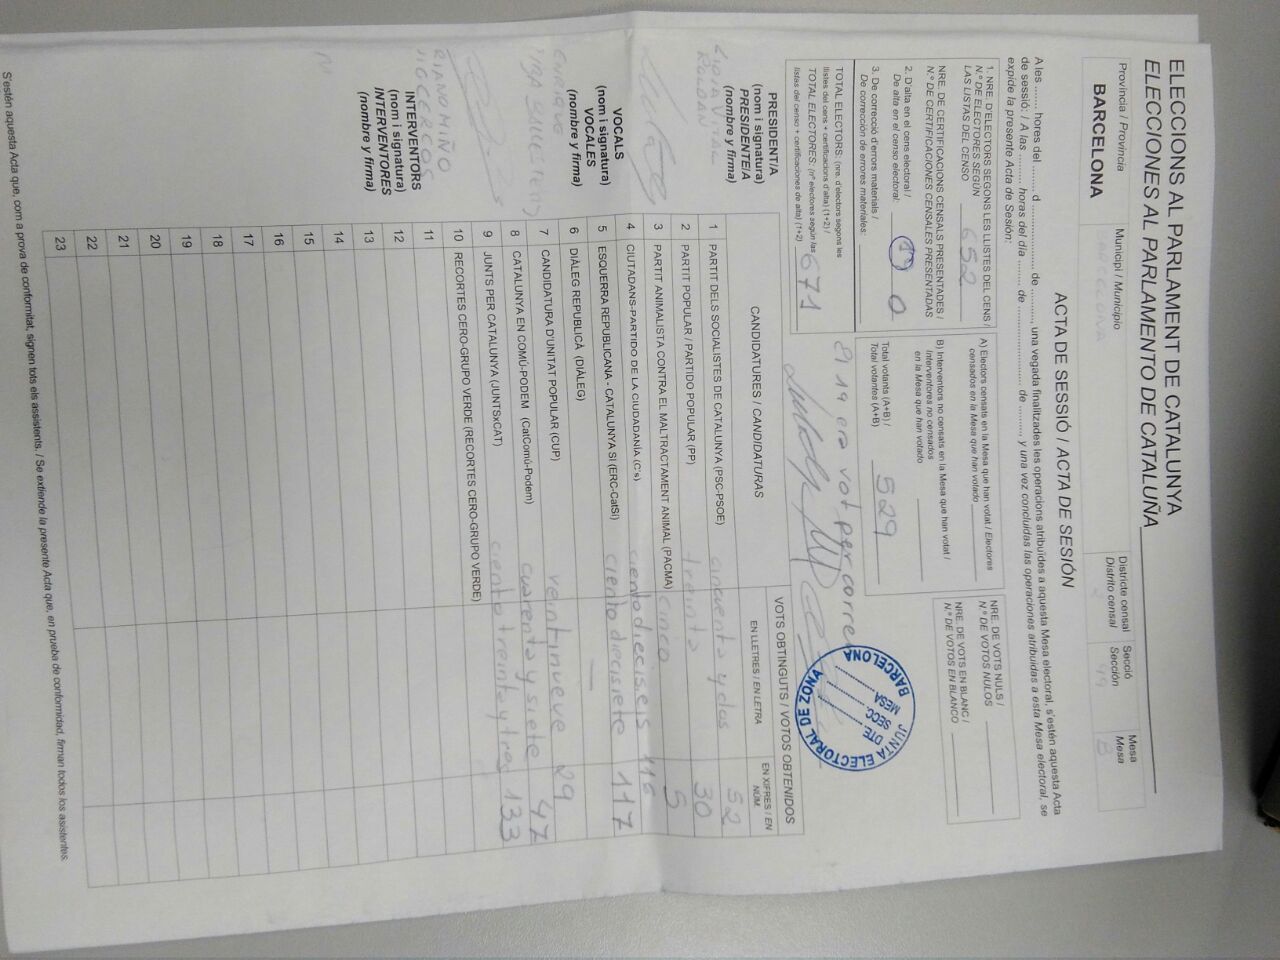 ELECCIONS AL PARLAMENT DE CATALUNYA
ELECCIONES AL PARLAMENTO DE CATALUÑA
Província / Provincia
BARCELONA
Municipi / Municipio
BARCELONA
Districte censal
Distrito censal
2
Secció
Sección
Mesa
Mesa
B
ACTA DE SESSIÓ / ACTA DE SESIÓN
A les ........ hores del ......... d ........................ de ........., una vegada finalitzades les operacions atribuïdes a aquesta Mesa electoral, s'estén aquesta Acta
de sessió: / A las ......... horas del día ........ de ........................ de ........., y una vez concluidas las operaciones atribuidas a esta Mesa electoral, se
expide la presente Acta de Sesión:
1. NRE. D'ELECTORS SEGONS LES LLISTES DEL CENS /
N.º DE ELECTORES SEGÚN
LAS LISTAS DEL CENSO 652
NRE. DE CERTIFICACIONS CENSALS PRESENTADES /
N.º DE CERTIFICACIONES CENSALES PRESENTADAS
2. D'alta en el cens electoral /
De alta en el censo electoral: 19 0
3. De correcció d'errors materials /
De corrección de errores materiales:
TOTAL ELECTORS: (nre. d'electors segons les
llistes del cens + certificacions d'alta) (1+2) /
TOTAL ELECTORES: (nº electores según las
listas del censo + certificaciones de alta) (1+2) 671
A) Electors censats en la Mesa que han votat / Electores
censados en la Mesa que han votado
B) Interventors no censats en la Mesa que han votat /
Interventores no censados
en la Mesa que han votado
Total votants (A+B) /
Total votantes (A+B) 529
NRE. DE VOTS NULS /
N.º DE VOTOS NULOS
NRE. DE VOTS EN BLANC /
N.º DE VOTOS EN BLANCO
El 19 era vot per correu
JUNTA ELECTORAL DE ZONA
DTE.
SECC.
MESA
BARCELONA
PRESIDENT/A
(nom i signatura)
PRESIDENTE/A
(nombre y firma)
VOCALS
(nom i signatura)
VOCALES
(nombre y firma)
ENRIQUE
INTERVENTORS
(nom i signatura)
INTERVENTORES
(nombre y firma)
CANDIDATURES / CANDIDATURAS
VOTS OBTINGUTS / VOTOS OBTENIDOS
EN LLETRES / EN LETRA
EN XIFRES / EN NÚM.
1 PARTIT DELS SOCIALISTES DE CATALUNYA (PSC-PSOE) cincuenta y dos 52
2 PARTIT POPULAR / PARTIDO POPULAR (PP) treinta 30
3 PARTIT ANIMALISTA CONTRA EL MALTRACTAMENT ANIMAL (PACMA) cinco 5
4 CIUTADANS-PARTIDO DE LA CIUDADANÍA (C's) ciento dieciseis 116
5 ESQUERRA REPUBLICANA - CATALUNYA SÍ (ERC-CatSí) ciento diecisiete 117
6 DIÀLEG REPUBLICÀ (DIÀLEG) —
7 CANDIDATURA D'UNITAT POPULAR (CUP) veintinueve 29
8 CATALUNYA EN COMÚ-PODEM (CatComú-Podem) cuarenta y siete 47
9 JUNTS PER CATALUNYA (JUNTSxCAT) ciento treinta y tres 133
10 RECORTES CERO-GRUPO VERDE (RECORTES CERO-GRUPO VERDE)
11
12
13
14
15
16
17
18
19
20
21
22
23
S'estén aquesta Acta que, com a prova de conformitat, signen tots els assistents. / Se extiende la presente Acta que, en prueba de conformidad, firman todos los asistentes.